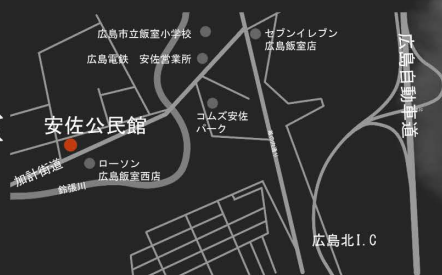 広島市立飯室小学校
セブンイレブン
広島飯室店
広島電鉄 安佐営業所
広島自動車道
コムズ安佐
パーク
安佐公民館
ローソン
広島飯室西店
加計街道
鈴張川
広島北I.C